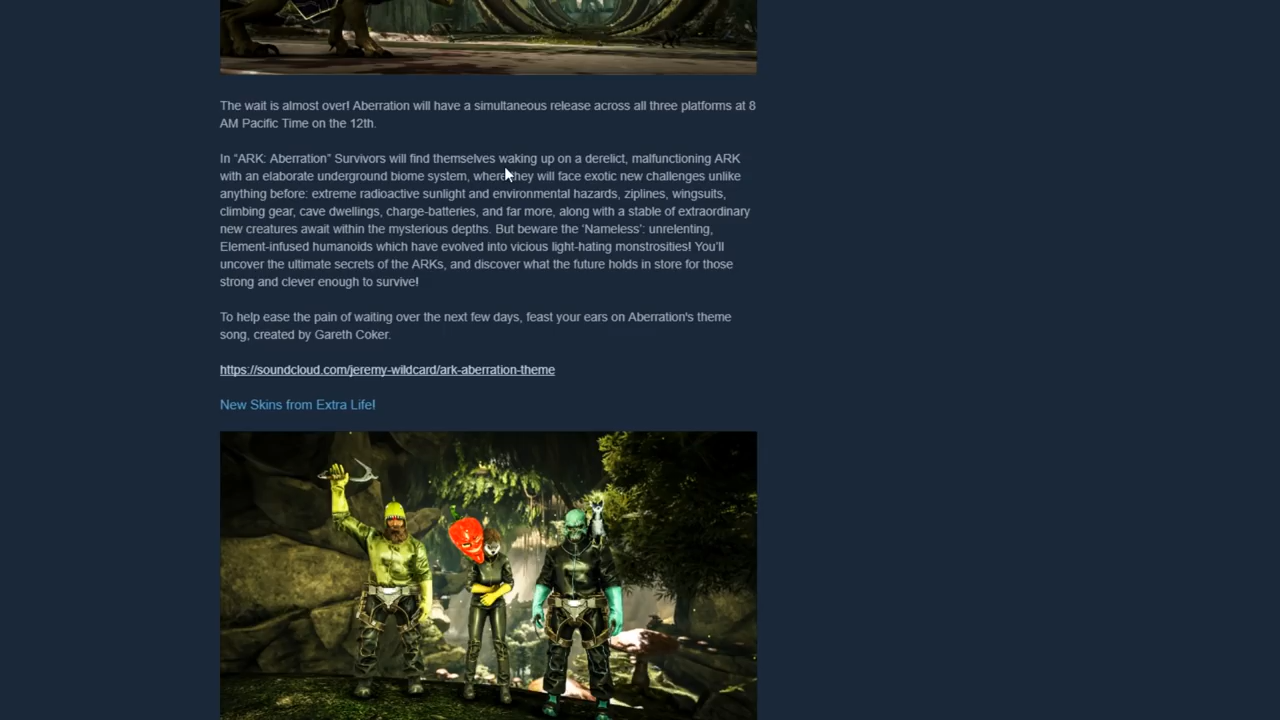 The wait is almost over! Aberration will have a simultaneous release across all three platforms at 8
AM Pacific Time on the 12th.
In “ARK: Aberration” Survivors will find themselves waking up on a derelict, malfunctioning ARK
with an elaborate underground biome system, where they will face exotic new challenges unlike
anything before: extreme radioactive sunlight and environmental hazards, ziplines, wingsuits,
climbing gear, cave dwellings, charge-batteries, and far more, along with a stable of extraordinary
new creatures await within the mysterious depths. But beware the ‘Nameless’: unrelenting,
Element-infused humanoids which have evolved into vicious light-hating monstrosities! You’ll
uncover the ultimate secrets of the ARKs, and discover what the future holds in store for those
strong and clever enough to survive!
To help ease the pain of waiting over the next few days, feast your ears on Aberration's theme
song, created by Gareth Coker.
https://soundcloud.com/jeremy-wildcard/ark-aberration-theme
New Skins from Extra Life!